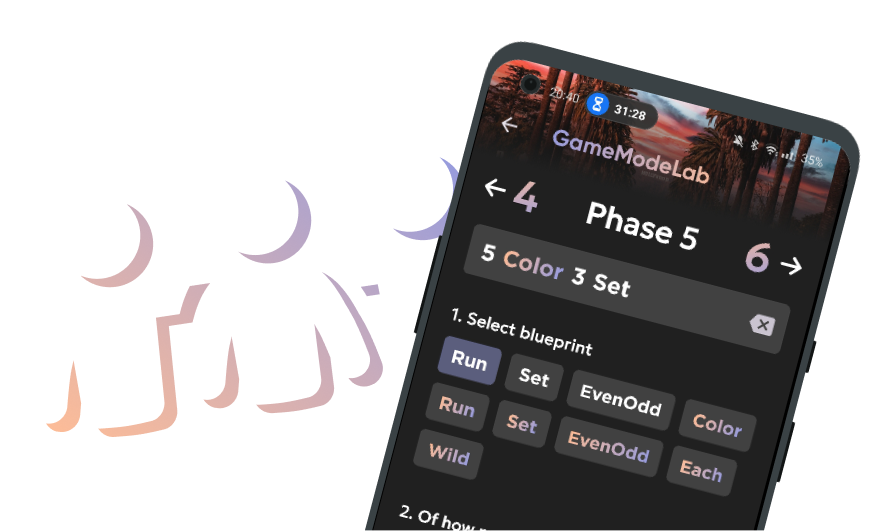 20:40 31:28 35%
GameModeLab
4 Phase 5 6
5 Color 3 Set
1. Select blueprint
Run Set EvenOdd Color
Run Set EvenOdd Each
Wild
2. Of how